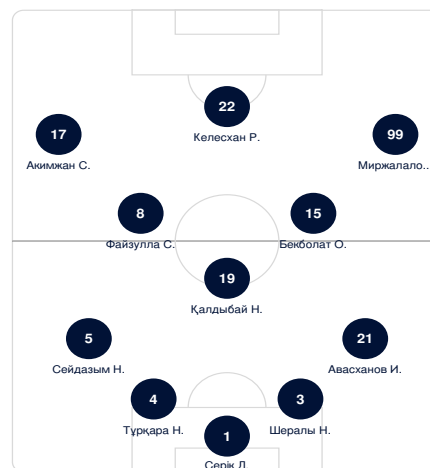 22
Келесхан Р.
17
Акимжан С.
99
Миржалало..
8
Файзулла С.
15
Бекболат О.
19
Қалдыбай Н.
5
Сейдазым Н.
21
Авасханов И.
4
Тұрқара Н.
3
Шералы Н.
1
Серік Д.